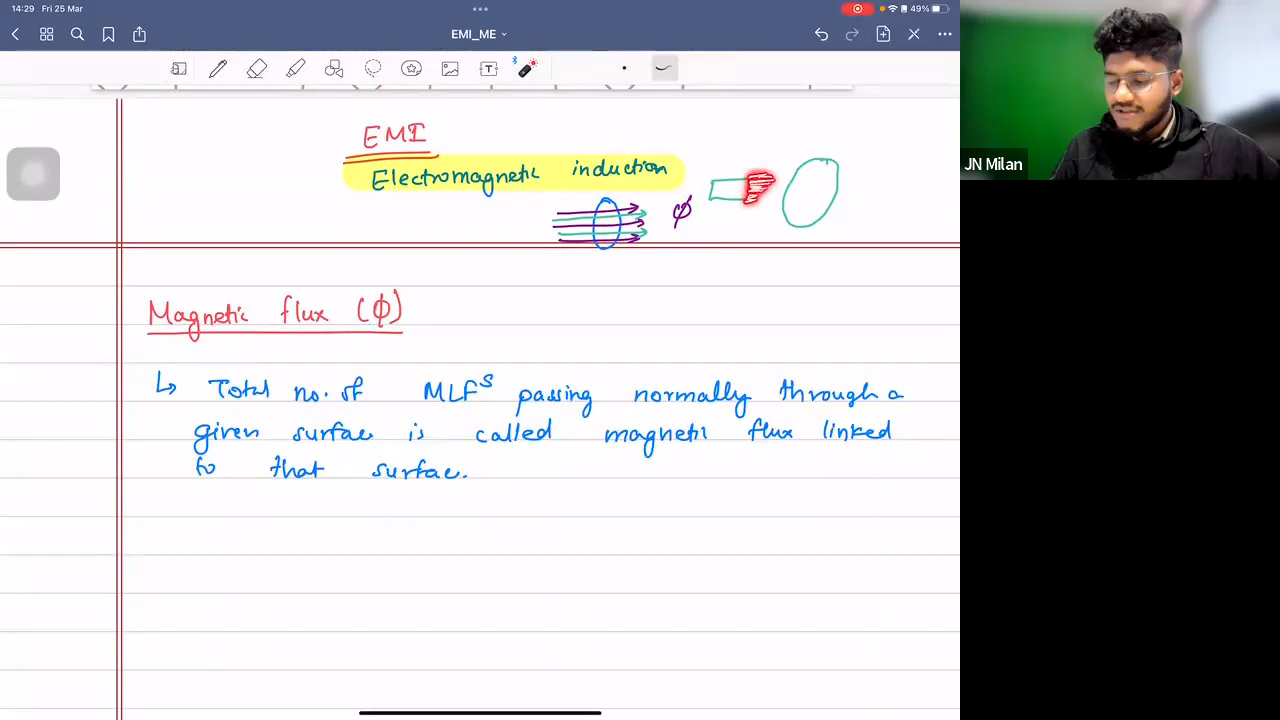 14:29 Fri 25 Mar
49%
EMI_ME
EMI
Electromagnetic induction
ϕ
JN Milan
Magnetic flux (ϕ)
↳ Total no. of MLFs passing normally through a
given surface is called magnetic flux linked
to that surface.